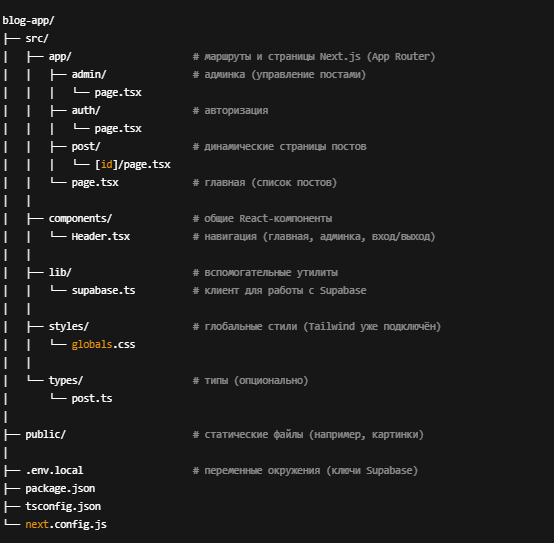 blog-app/
├── src/
│   ├── app/                     # маршруты и страницы Next.js (App Router)
│   │   ├── admin/               # админка (управление постами)
│   │   │   └── page.tsx
│   │   ├── auth/                # авторизация
│   │   │   └── page.tsx
│   │   ├── post/                # динамические страницы постов
│   │   │   └── [id]/page.tsx
│   │   └── page.tsx             # главная (список постов)
│   │
│   ├── components/              # общие React-компоненты
│   │   └── Header.tsx           # навигация (главная, админка, вход/выход)
│   │
│   ├── lib/                     # вспомогательные утилиты
│   │   └── supabase.ts          # клиент для работы с Supabase
│   │
│   ├── styles/                  # глобальные стили (Tailwind уже подключён)
│   │   └── globals.css
│   │
│   └── types/                   # типы (опционально)
│       └── post.ts
│
├── public/                      # статические файлы (например, картинки)
│
├── .env.local                   # переменные окружения (ключи Supabase)
├── package.json
├── tsconfig.json
└── next.config.js